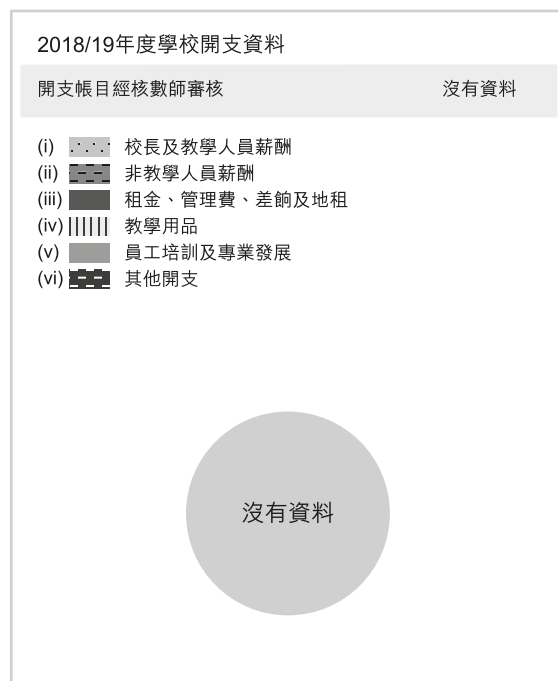 2018/19年度學校開支資料
開支帳目經核數師審核 沒有資料
(i) 校長及教學人員薪酬
(ii) 非教學人員薪酬
(iii) 租金、管理費、差餉及地租
(iv) 教學用品
(v) 員工培訓及專業發展
(vi) 其他開支
沒有資料